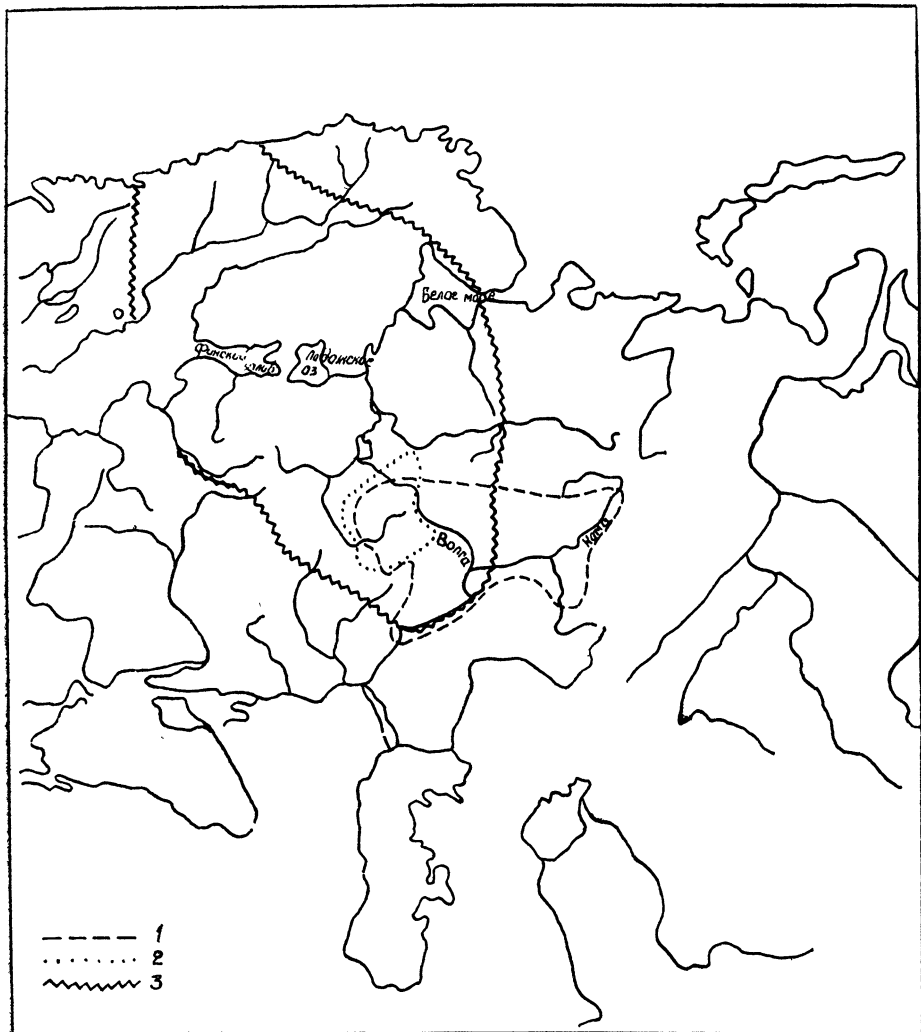 Белое море
Финский залив
Ладожское
оз
Волга
Кама
1
2
3